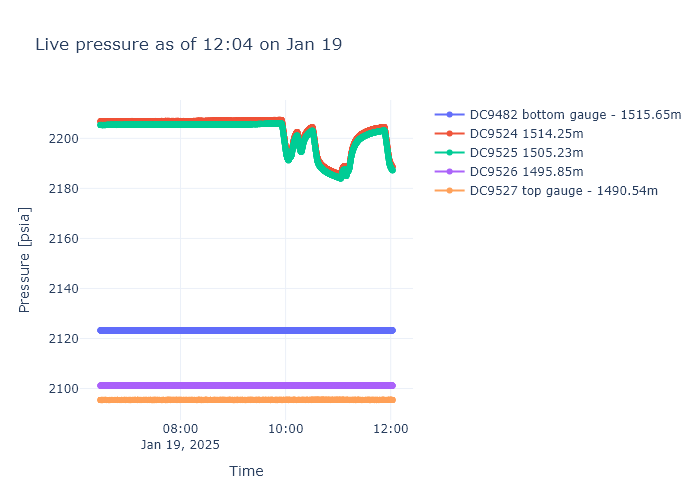 Live pressure as of 12:04 on Jan 19
DC9482 bottom gauge - 1515.65m
DC9524 1514.25m
DC9525 1505.23m
DC9526 1495.85m
DC9527 top gauge - 1490.54m
Pressure [psia]
2200
2180
2160
2140
2120
2100
08:00
Jan 19, 2025
10:00
12:00
Time